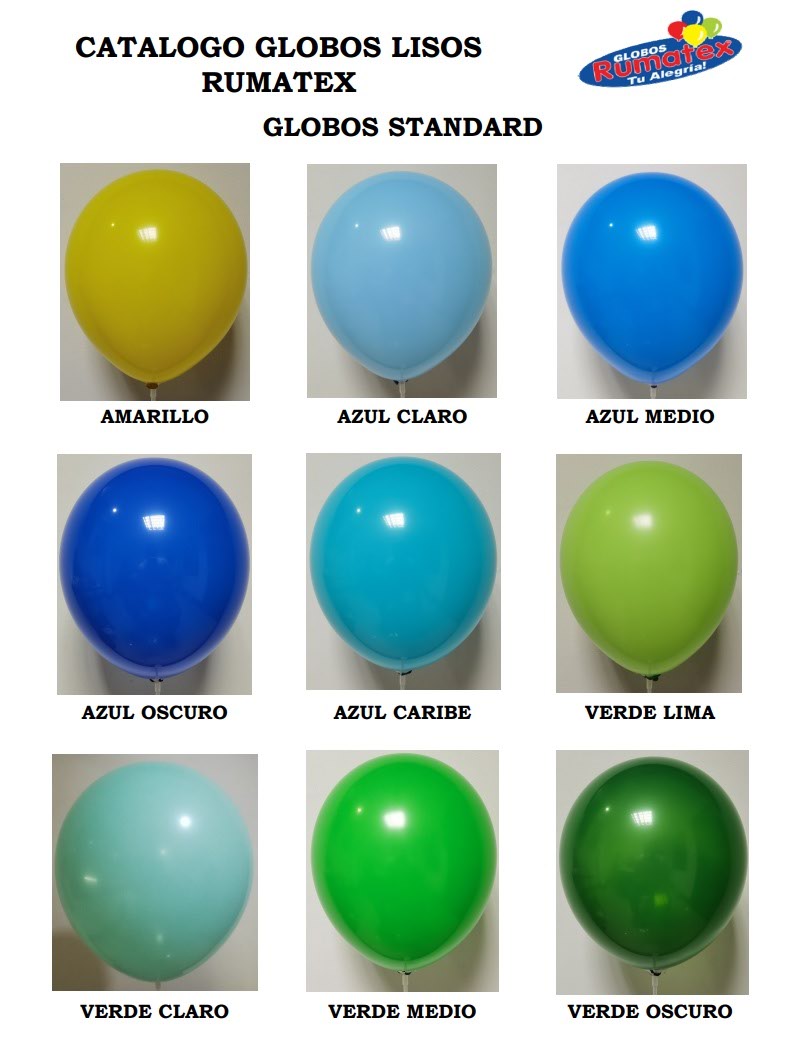 CATALOGO GLOBOS LISOS
RUMATEX
GLOBOS
Rumatex
Tu Alegría!
GLOBOS STANDARD
AMARILLO
AZUL CLARO
AZUL MEDIO
AZUL OSCURO
AZUL CARIBE
VERDE LIMA
VERDE CLARO
VERDE MEDIO
VERDE OSCURO